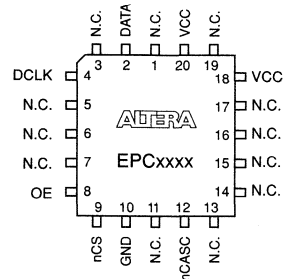 N.C. DATA N.C. VCC N.C.
3 2 1 20 19
DCLK 4 18 VCC
N.C. 5 17 N.C.
ALTERA
N.C. 6 16 N.C.
N.C. 7 EPCxxxx 15 N.C.
OE 8 14 N.C.
9 10 11 12 13
nCS GND N.C. nCASC N.C.